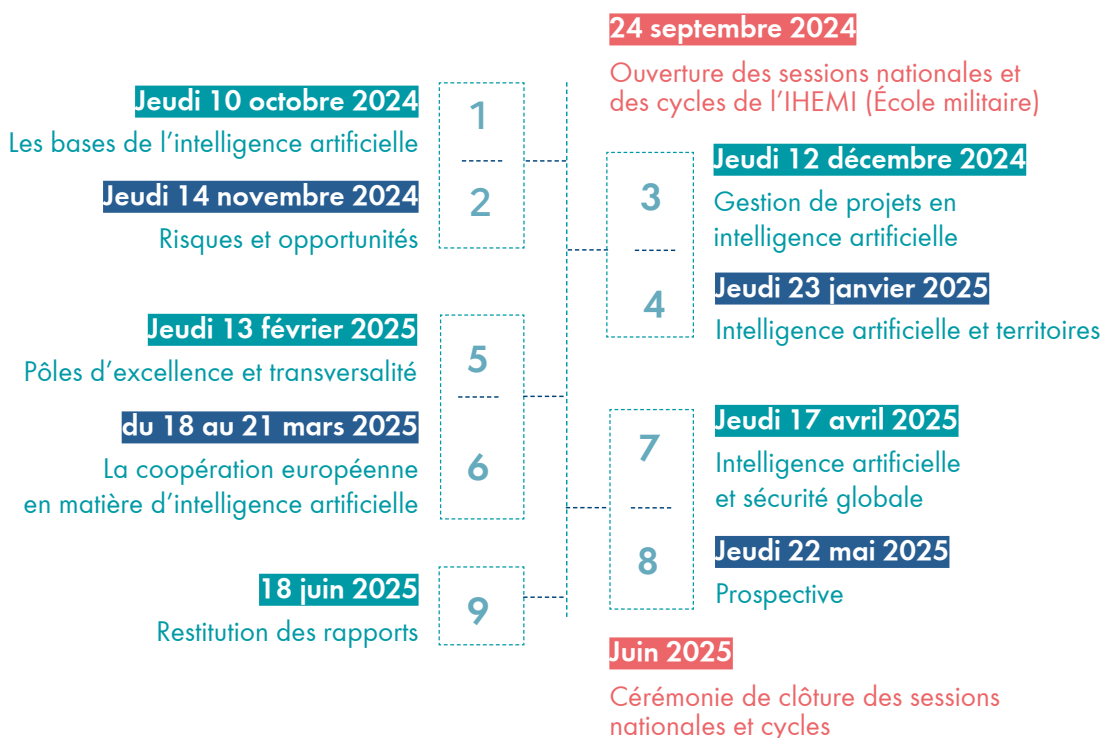 24 septembre 2024
Ouverture des sessions nationales et
des cycles de l’IHEMI (École militaire)
Jeudi 10 octobre 2024
Les bases de l’intelligence artificielle
1
Jeudi 14 novembre 2024
Risques et opportunités
2
3
Jeudi 12 décembre 2024
Gestion de projets en
intelligence artificielle
4
Jeudi 23 janvier 2025
Intelligence artificielle et territoires
Jeudi 13 février 2025
Pôles d’excellence et transversalité
5
du 18 au 21 mars 2025
La coopération européenne
en matière d’intelligence artificielle
6
7
Jeudi 17 avril 2025
Intelligence artificielle
et sécurité globale
8
Jeudi 22 mai 2025
Prospective
18 juin 2025
Restitution des rapports
9
Juin 2025
Cérémonie de clôture des sessions
nationales et cycles